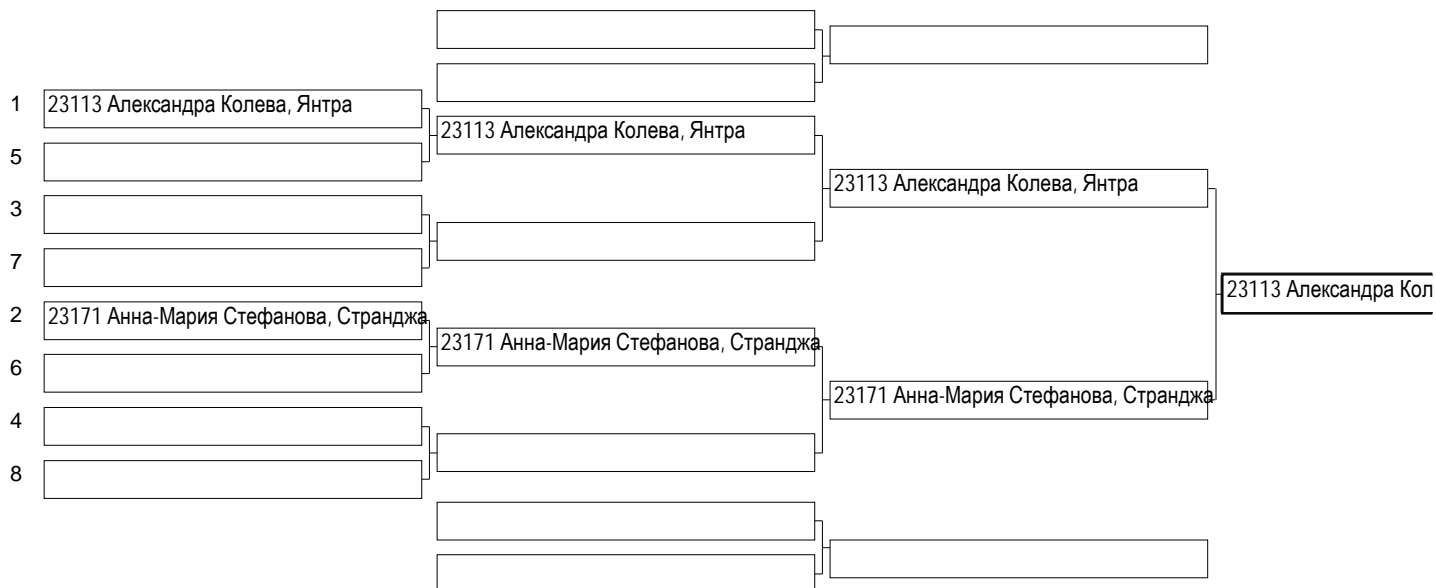 1
23113 Александра Колева, Янтра
5
3
7
2
23171 Анна-Мария Стефанова, Странджа
6
4
8
23113 Александра Колева, Янтра
23171 Анна-Мария Стефанова, Странджа
23113 Александра Колева, Янтра
23171 Анна-Мария Стефанова, Странджа
23113 Александра Кол